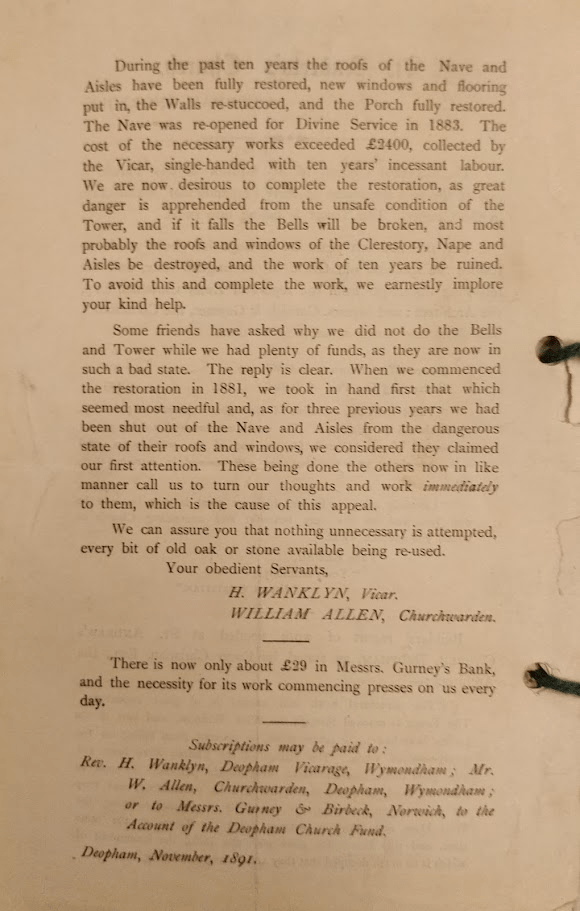 During the past ten years the roofs of the Nave and
Aisles have been fully restored, new windows and flooring
put in, the Walls re-stuccoed, and the Porch fully restored.
The Nave was re-opened for Divine Service in 1883. The
cost of the necessary works exceeded £2400, collected by
the Vicar, single-handed with ten years' incessant labour.
We are now desirous to complete the restoration, as great
danger is apprehended from the unsafe condition of the
Tower, and if it falls the Bells will be broken, and most
probably the roofs and windows of the Clerestory, Nape and
Aisles be destroyed, and the work of ten years be ruined.
To avoid this and complete the work, we earnestly implore
your kind help.
Some friends have asked why we did not do the Bells
and Tower while we had plenty of funds, as they are now in
such a bad state. The reply is clear. When we commenced
the restoration in 1881, we took in hand first that which
seemed most needful and, as for three previous years we had
been shut out of the Nave and Aisles from the dangerous
state of their roofs and windows, we considered they claimed
our first attention. These being done the others now in like
manner call us to turn our thoughts and work immediately
to them, which is the cause of this appeal.
We can assure you that nothing unnecessary is attempted,
every bit of old oak or stone available being re-used.
Your obedient Servants,
H. WANKLYN, Vicar.
WILLIAM ALLEN, Churchwarden.
There is now only about £29 in Messrs. Gurney's Bank,
and the necessity for its work commencing presses on us every
day.
Subscriptions may be paid to:
Rev. H. Wanklyn, Deopham Vicarage, Wymondham; Mr.
W. Allen, Churchwarden, Deopham, Wymondham;
or to Messrs. Gurney & Birbeck, Norwich, to the
Account of the Deopham Church Fund.
Deopham, November, 1891.